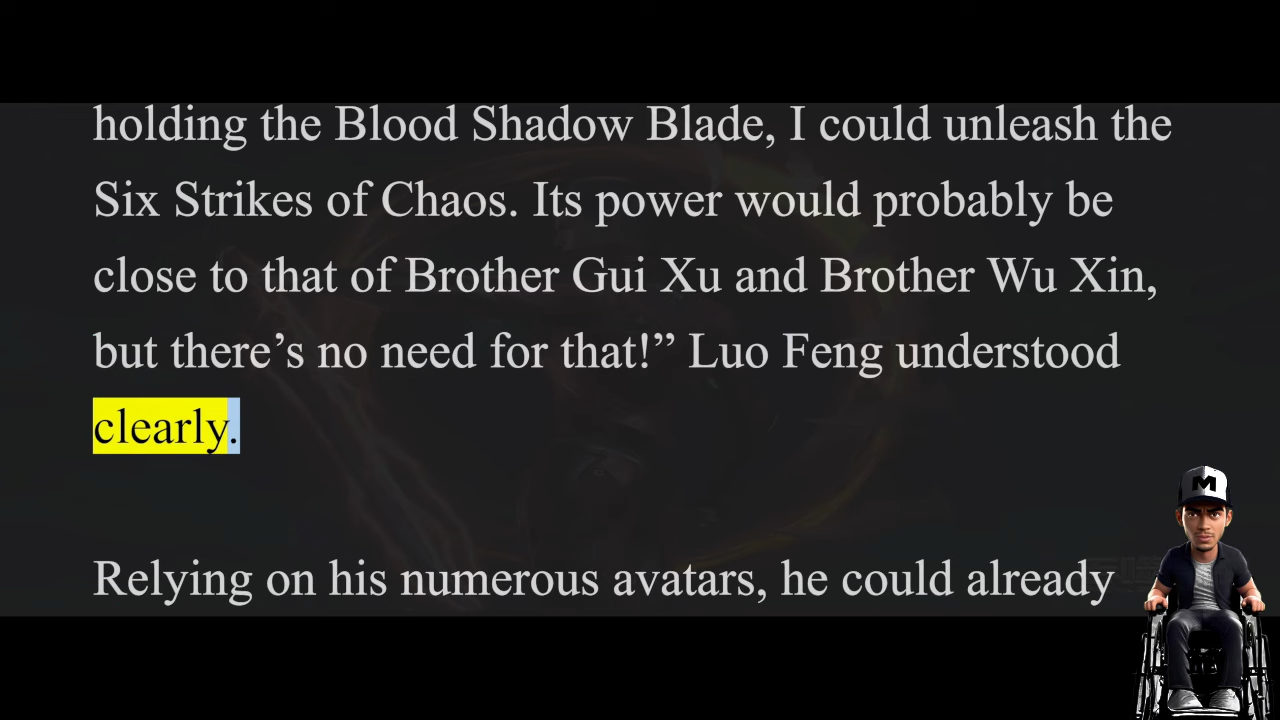 holding the Blood Shadow Blade, I could unleash the
Six Strikes of Chaos. Its power would probably be
close to that of Brother Gui Xu and Brother Wu Xin,
but there’s no need for that!” Luo Feng understood
clearly.
Relying on his numerous avatars, he could already
M